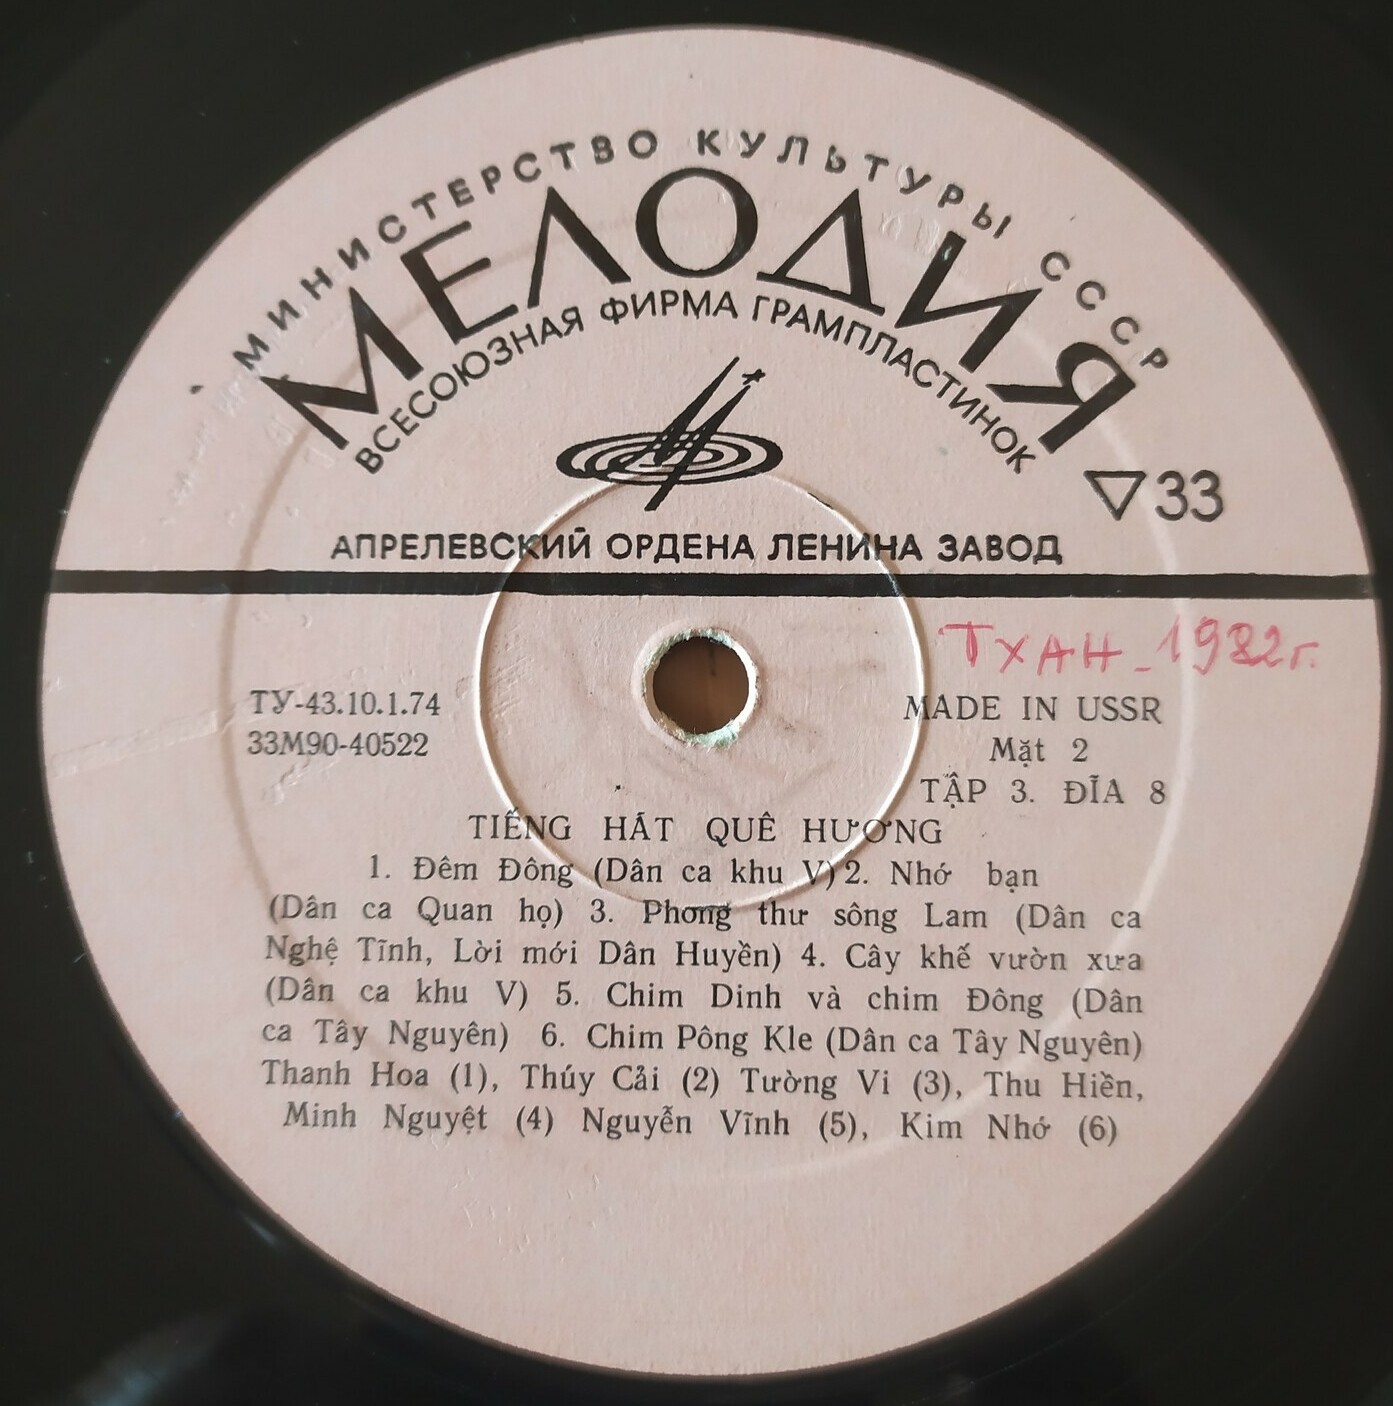 МИНИСТЕРСТВО КУЛЬТУРЫ СССР
МЕЛОДИЯ
ВСЕСОЮЗНАЯ ФИРМА ГРАМПЛАСТИНОК
▽33
АПРЕЛЕВСКИЙ ОРДЕНА ЛЕНИНА ЗАВОД
ТХАН - 1982г.
ТУ-43.10.1.74
33М90-40522
MADE IN USSR
Mặt 2
TẬP 3. ĐĨA 8
TIẾNG HÁT QUÊ HƯƠNG
1. Đêm Đông (Dân ca khu V) 2. Nhớ bạn
(Dân ca Quan họ) 3. Phong thư sông Lam (Dân ca
Nghệ Tĩnh, Lời mới Dân Huyền) 4. Cây khế vườn xưa
(Dân ca khu V) 5. Chim Dinh và chim Đông (Dân
ca Tây Nguyên) 6. Chim Pông Kle (Dân ca Tây Nguyên)
Thanh Hoa (1), Thúy Cải (2) Tường Vi (3), Thu Hiền,
Minh Nguyệt (4) Nguyễn Vĩnh (5), Kim Nhớ (6)